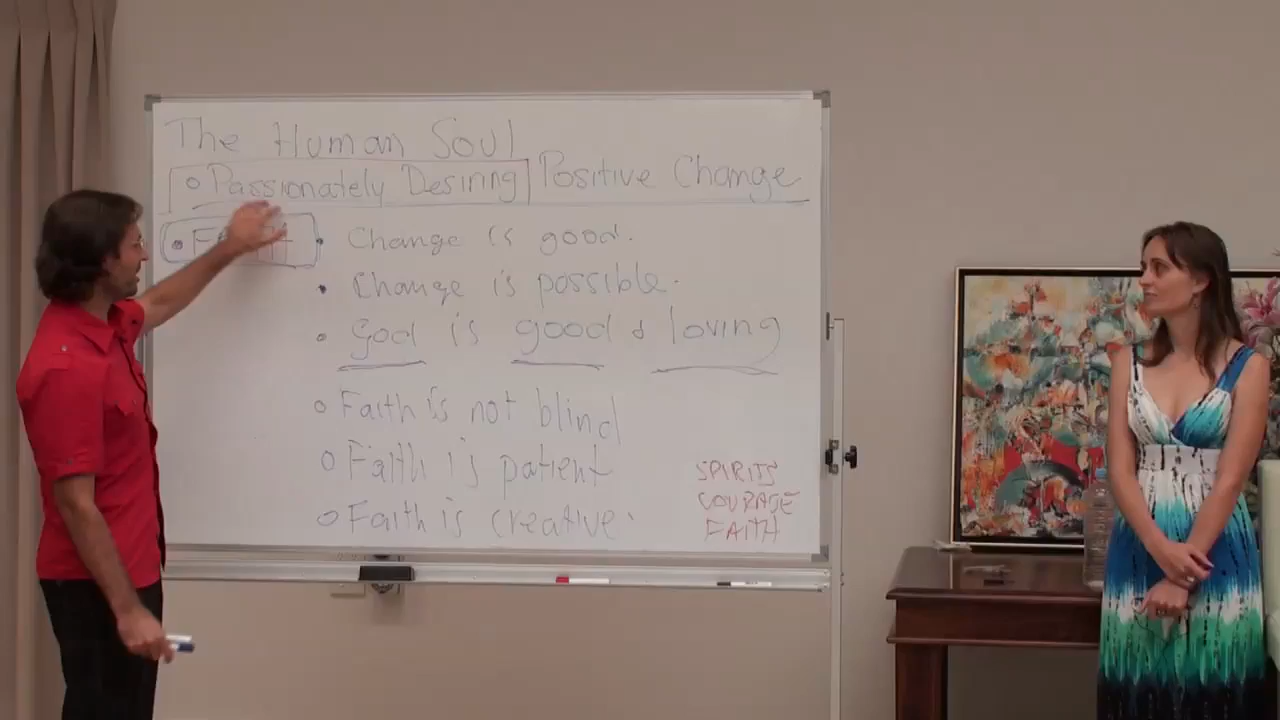 The Human Soul
Passionately Desiring Positive Change
Change is good.
Change is possible.
God is good & loving
Faith is not blind
Faith is patient
Faith is creative.
SPIRITS
COURAGE
FAITH